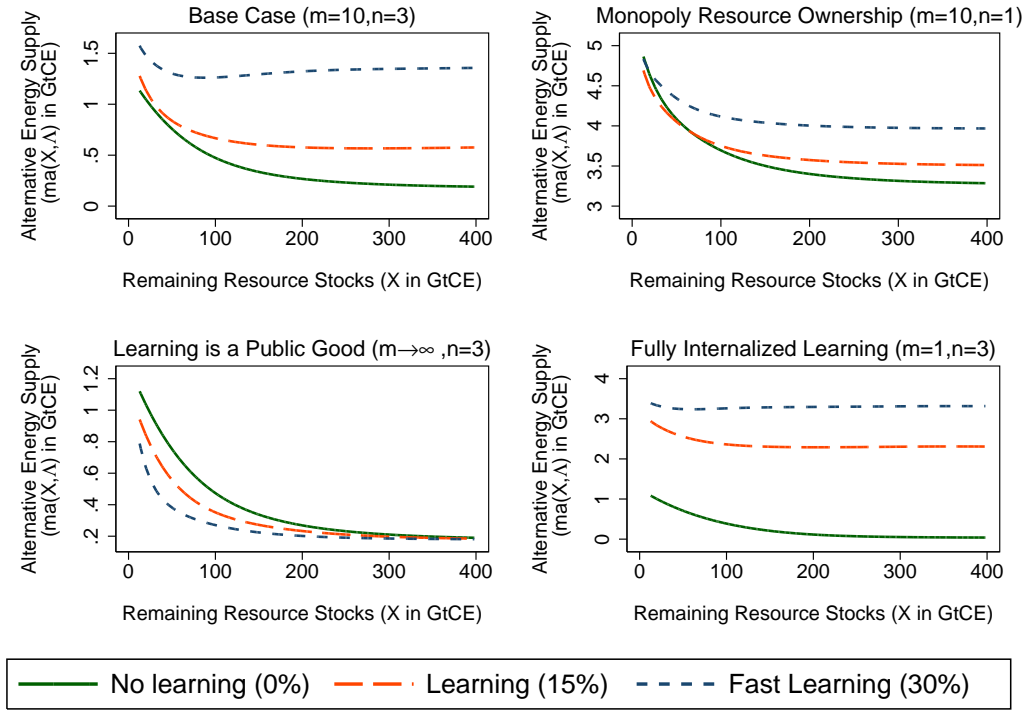 Base Case (m=10,n=3)
Alternative Energy Supply
(ma(X,Λ) in GtCE)
1.5
1
.5
0
0 100 200 300 400
Remaining Resource Stocks (X in GtCE)
Monopoly Resource Ownership (m=10,n=1)
Alternative Energy Supply
(ma(X,Λ) in GtCE)
5
4.5
4
3.5
3
0 100 200 300 400
Remaining Resource Stocks (X in GtCE)
Learning is a Public Good (m→∞ ,n=3)
Alternative Energy Supply
(ma(X,Λ) in GtCE)
1.2
1
.8
.6
.4
.2
0 100 200 300 400
Remaining Resource Stocks (X in GtCE)
Fully Internalized Learning (m=1,n=3)
Alternative Energy Supply
(ma(X,Λ) in GtCE)
4
3
2
1
0
0 100 200 300 400
Remaining Resource Stocks (X in GtCE)
No learning (0%) Learning (15%) Fast Learning (30%)